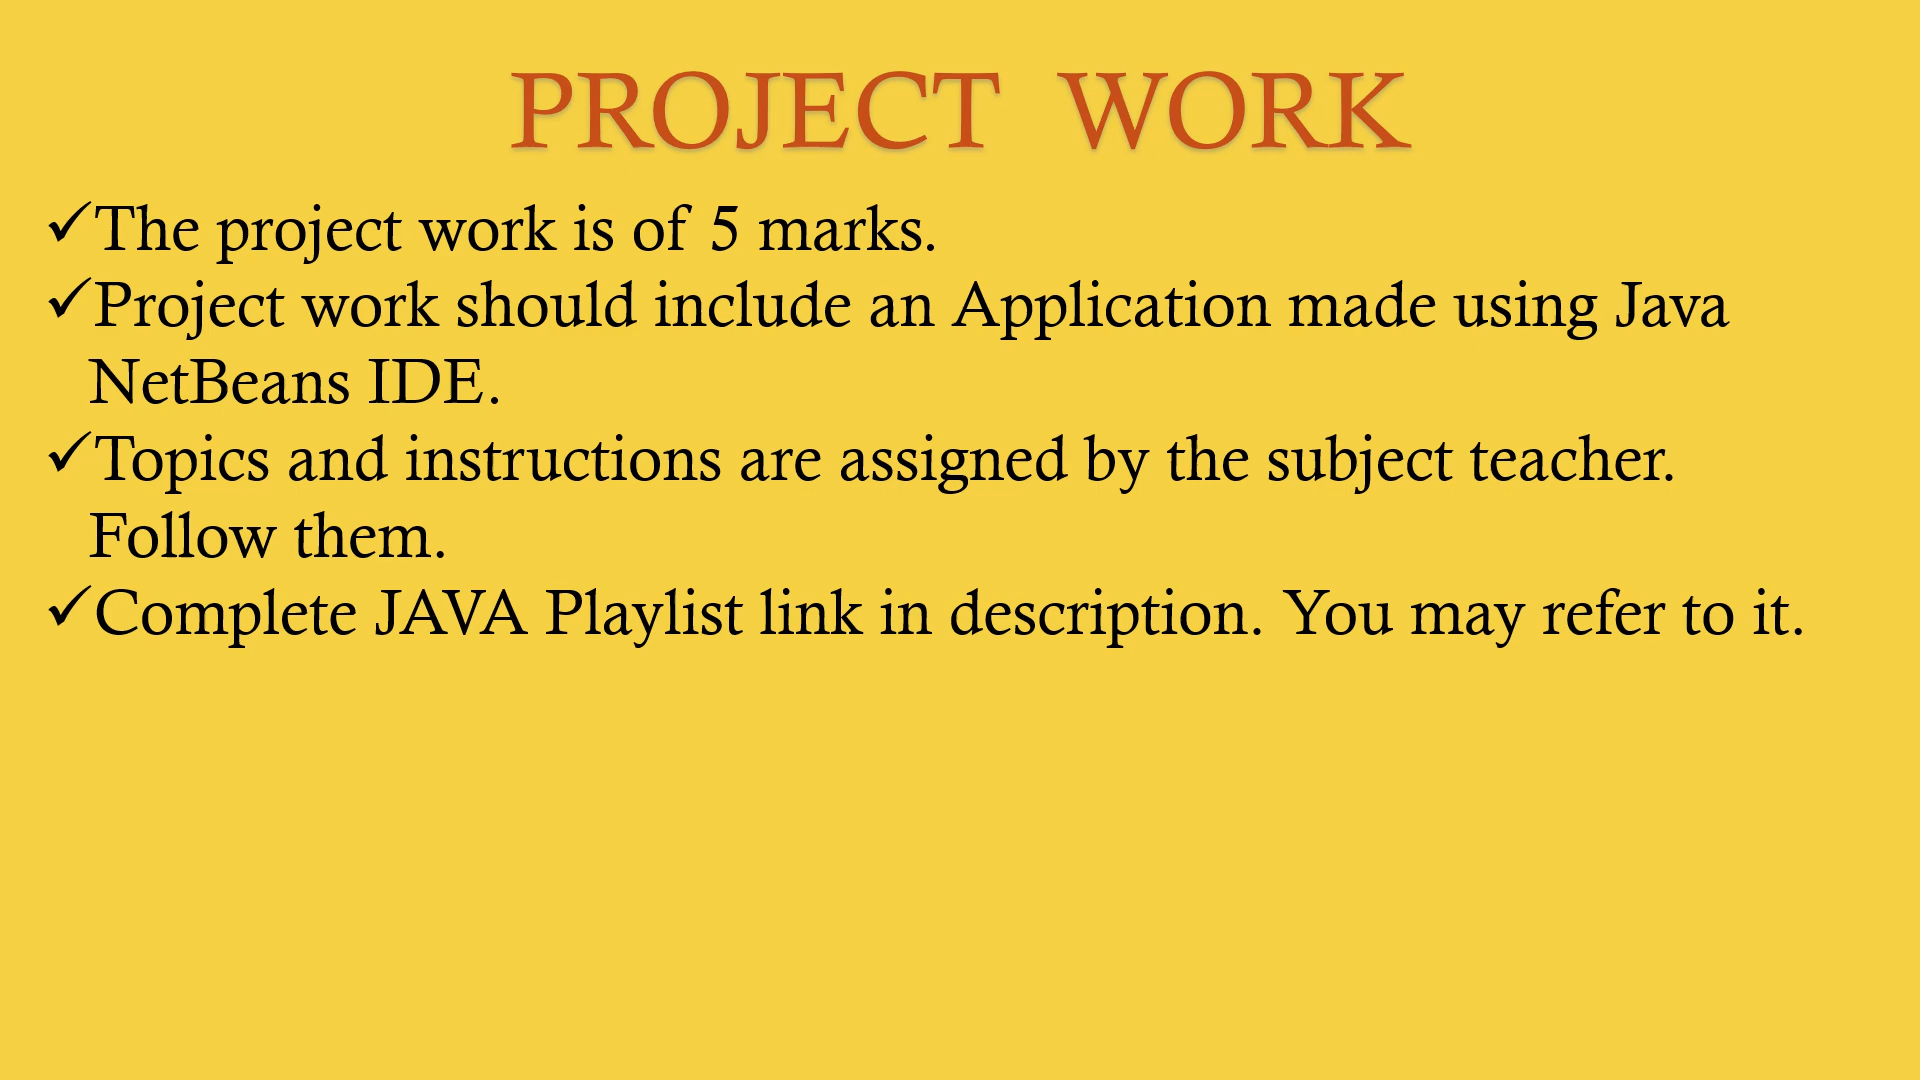 PROJECT WORK
✓The project work is of 5 marks.
✓Project work should include an Application made using Java
NetBeans IDE.
✓Topics and instructions are assigned by the subject teacher.
Follow them.
✓Complete JAVA Playlist link in description. You may refer to it.